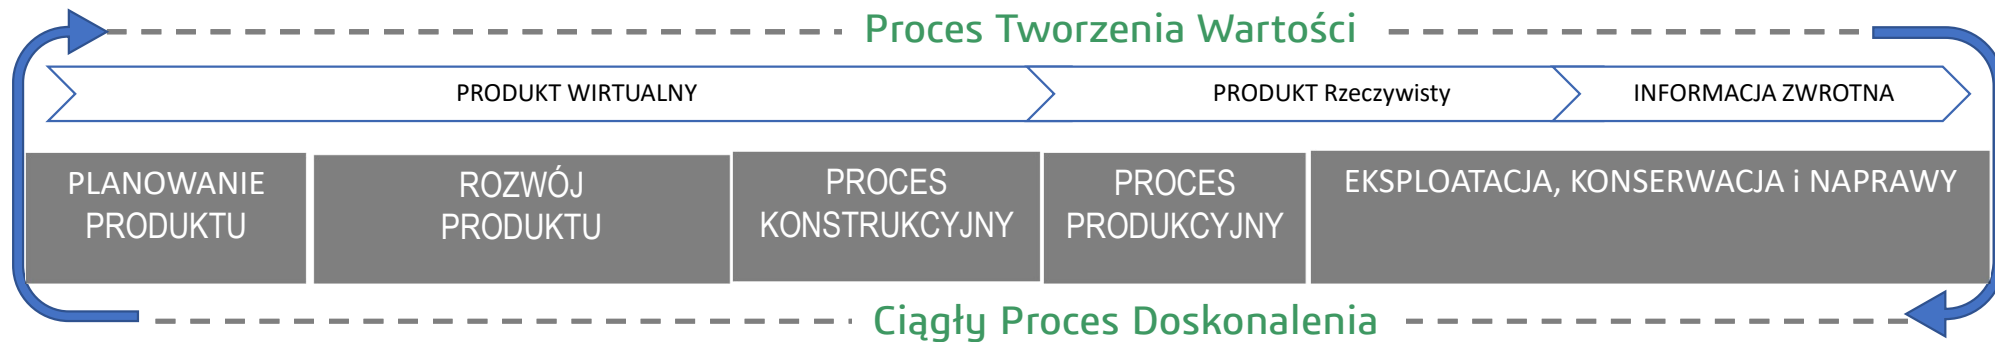 Proces Tworzenia Wartości
PRODUKT WIRTUALNY
PRODUKT Rzeczywisty
INFORMACJA ZWROTNA
PLANOWANIE
PRODUKTU
ROZWÓJ
PRODUKTU
PROCES
KONSTRUKCYJNY
PROCES
PRODUKCYJNY
EKSPLOATACJA, KONSERWACJA i NAPRAWY
Ciągły Proces Doskonalenia